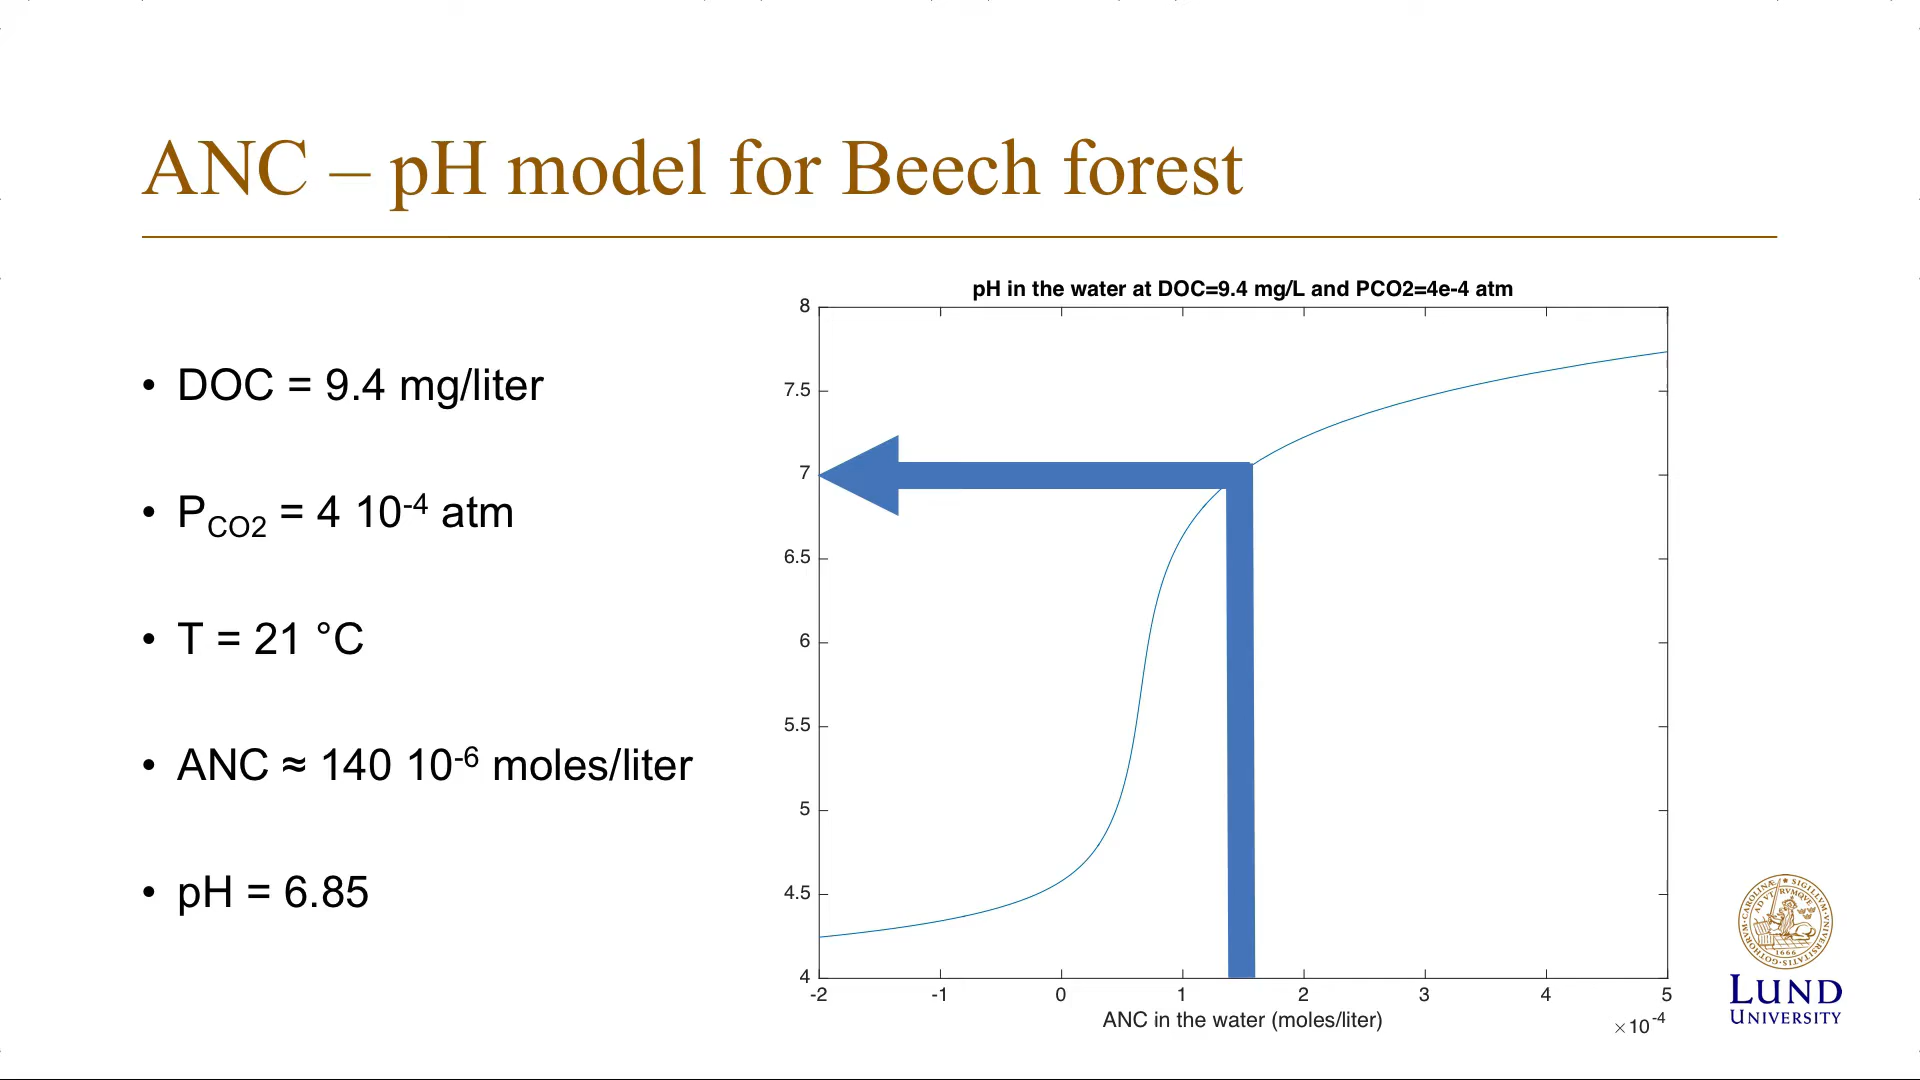 ANC – pH model for Beech forest
• DOC = 9.4 mg/liter
• PCO2 = 4 10-4 atm
• T = 21 °C
• ANC ≈ 140 10-6 moles/liter
• pH = 6.85
pH in the water at DOC=9.4 mg/L and PCO2=4e-4 atm
8
7.5
7
6.5
6
5.5
5
4.5
4
-2 -1 0 1 2 3 4 5
ANC in the water (moles/liter)
×10-4
LUND
UNIVERSITY